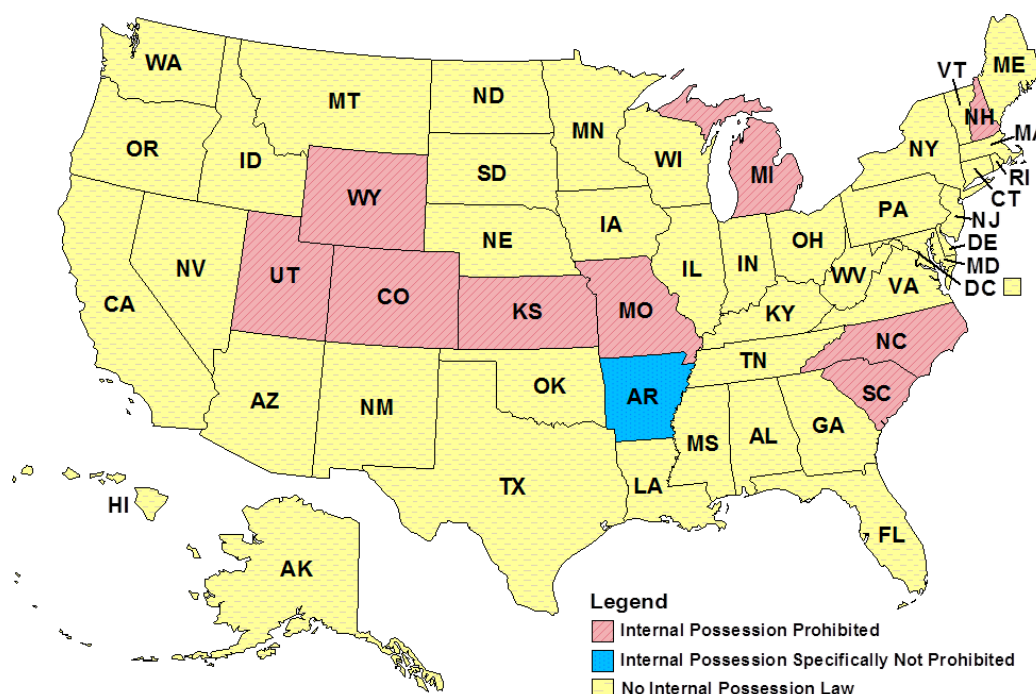 WA
MT
ND
MN
ME
VT
NH
OR
ID
SD
WI
NY
MA
WY
MI
RI
CT
IA
PA
NJ
NE
OH
DE
NV
UT
IL
IN
MD
CO
WV
DC
CA
KS
MO
VA
KY
NC
TN
OK
AR
SC
AZ
NM
MS
AL
GA
TX
LA
HI
FL
AK
Legend
Internal Possession Prohibited
Internal Possession Specifically Not Prohibited
No Internal Possession Law